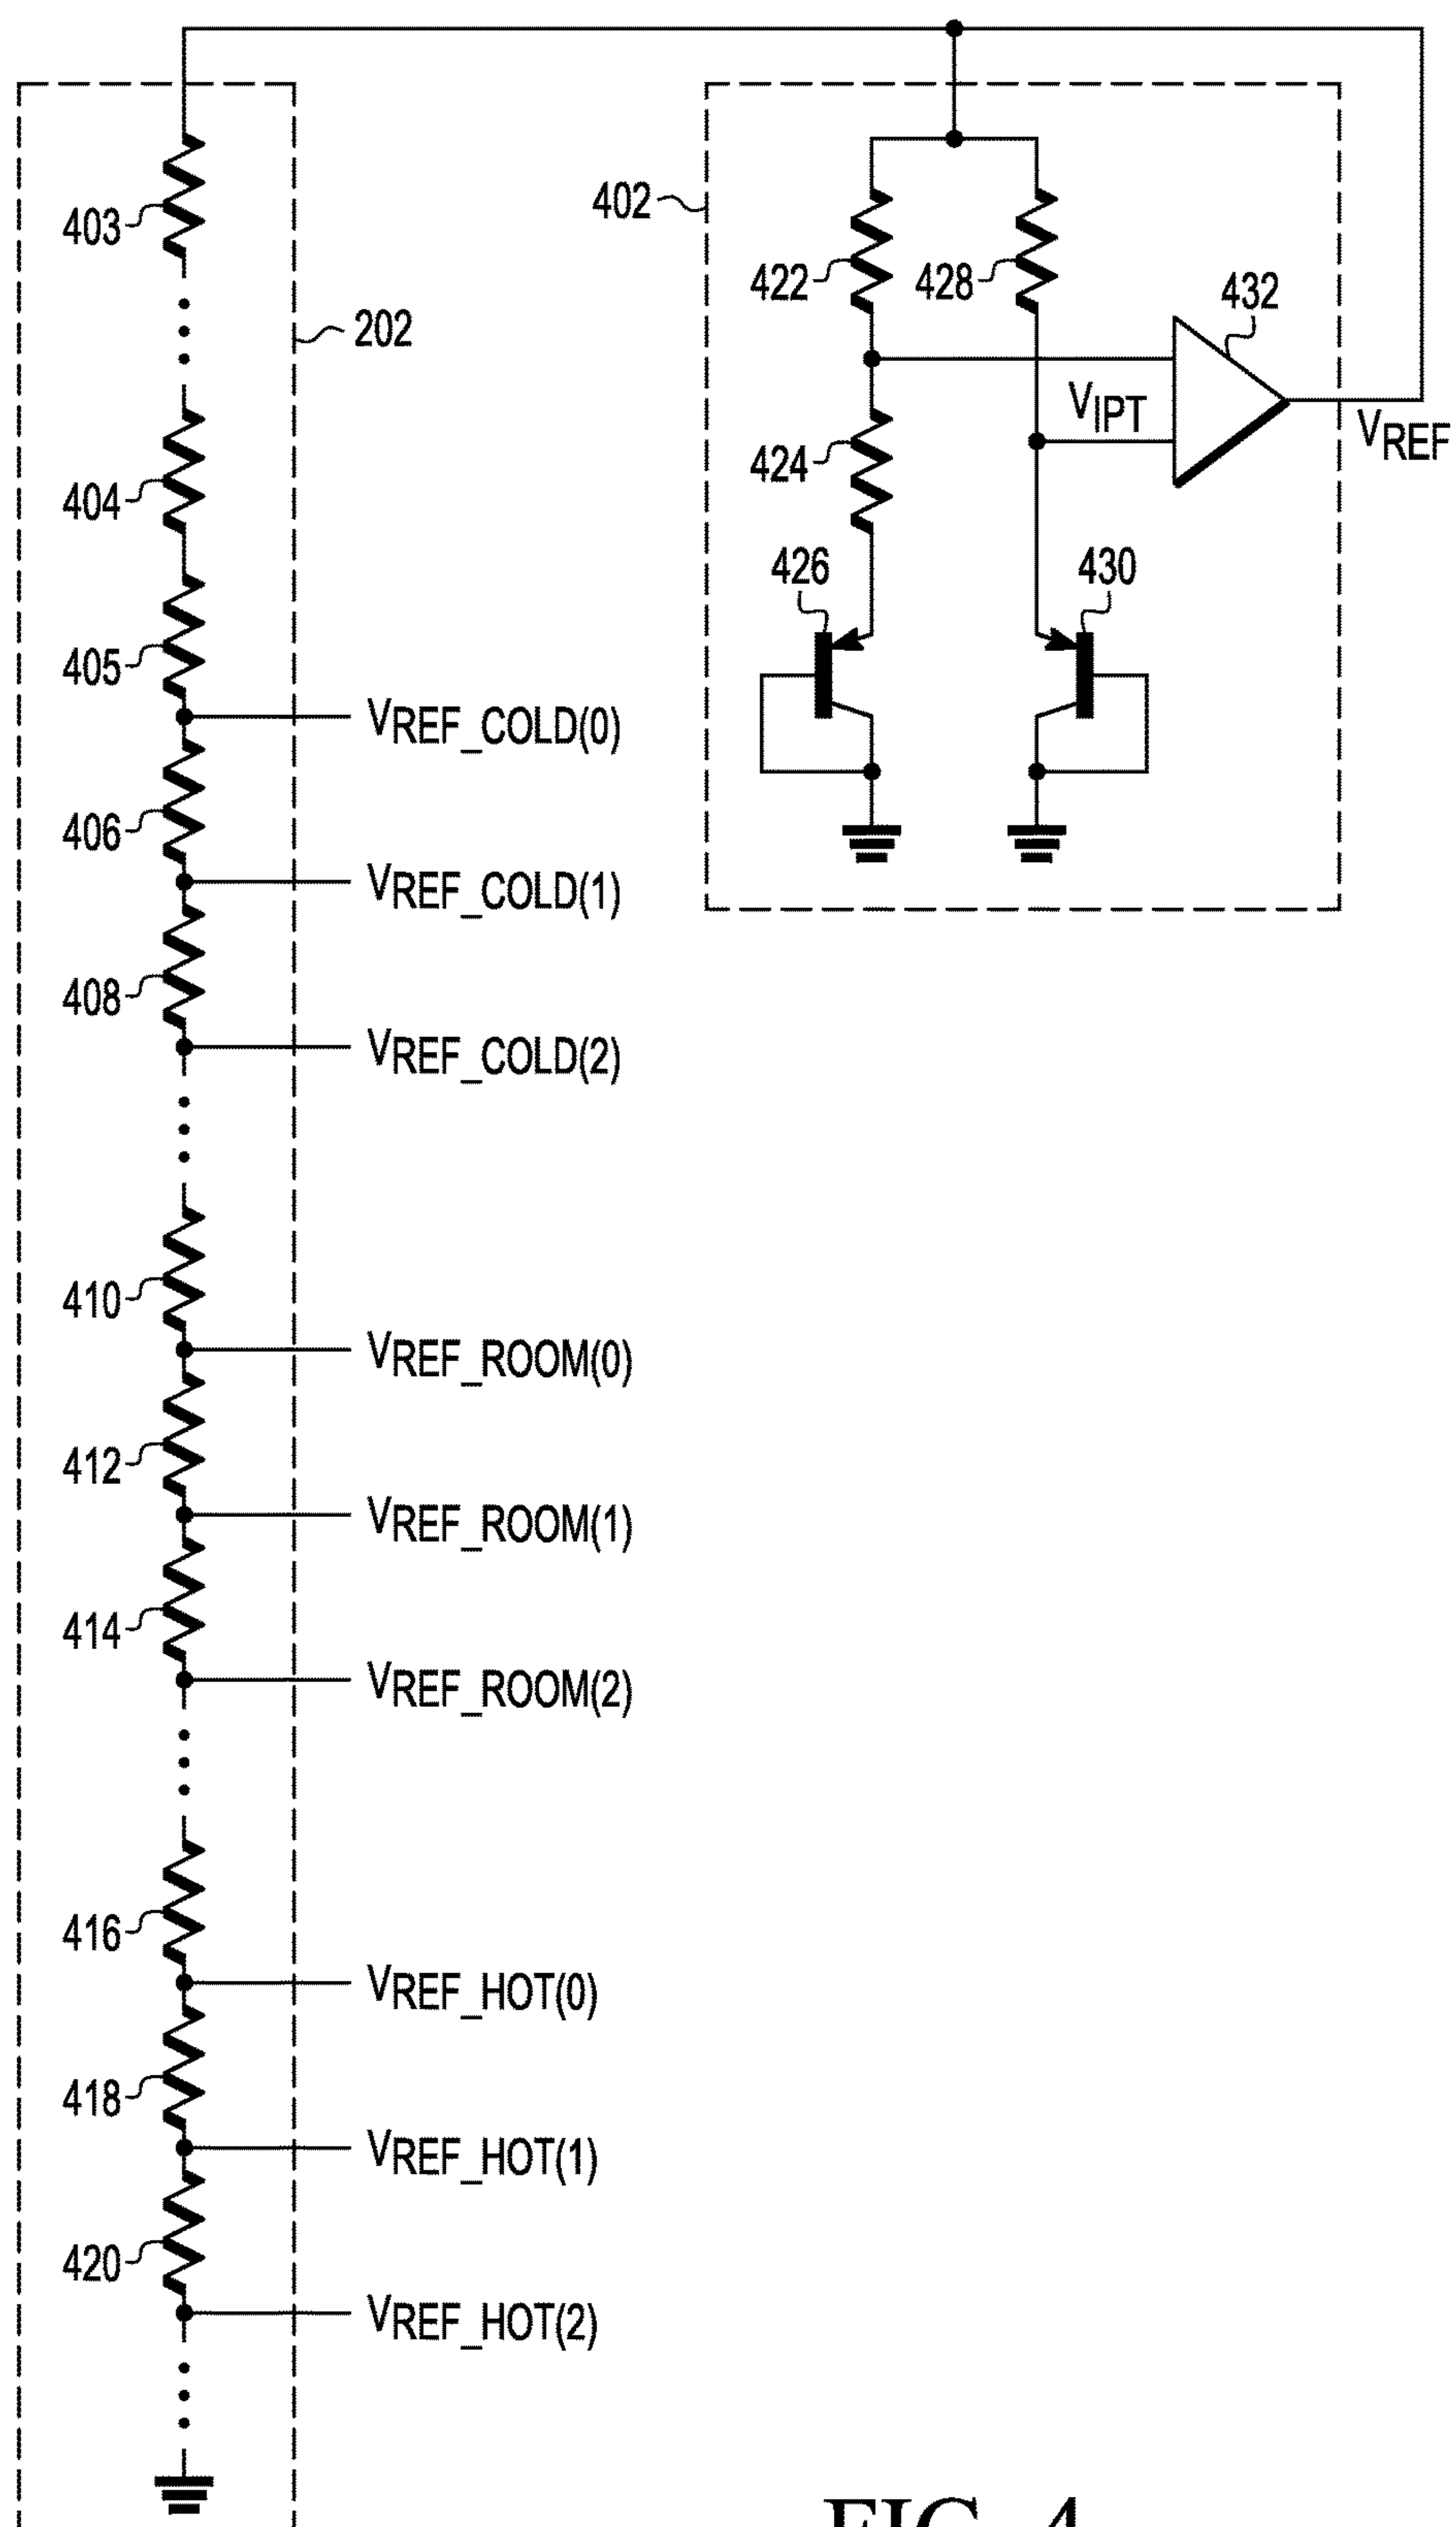 402
403
422
428
432
202
VIPT
VREF
424
404
426
430
405
VREF_COLD(0)
406
VREF_COLD(1)
408
VREF_COLD(2)
410
VREF_ROOM(0)
412
VREF_ROOM(1)
414
VREF_ROOM(2)
416
VREF_HOT(0)
418
VREF_HOT(1)
420
VREF_HOT(2)
FIG. 4